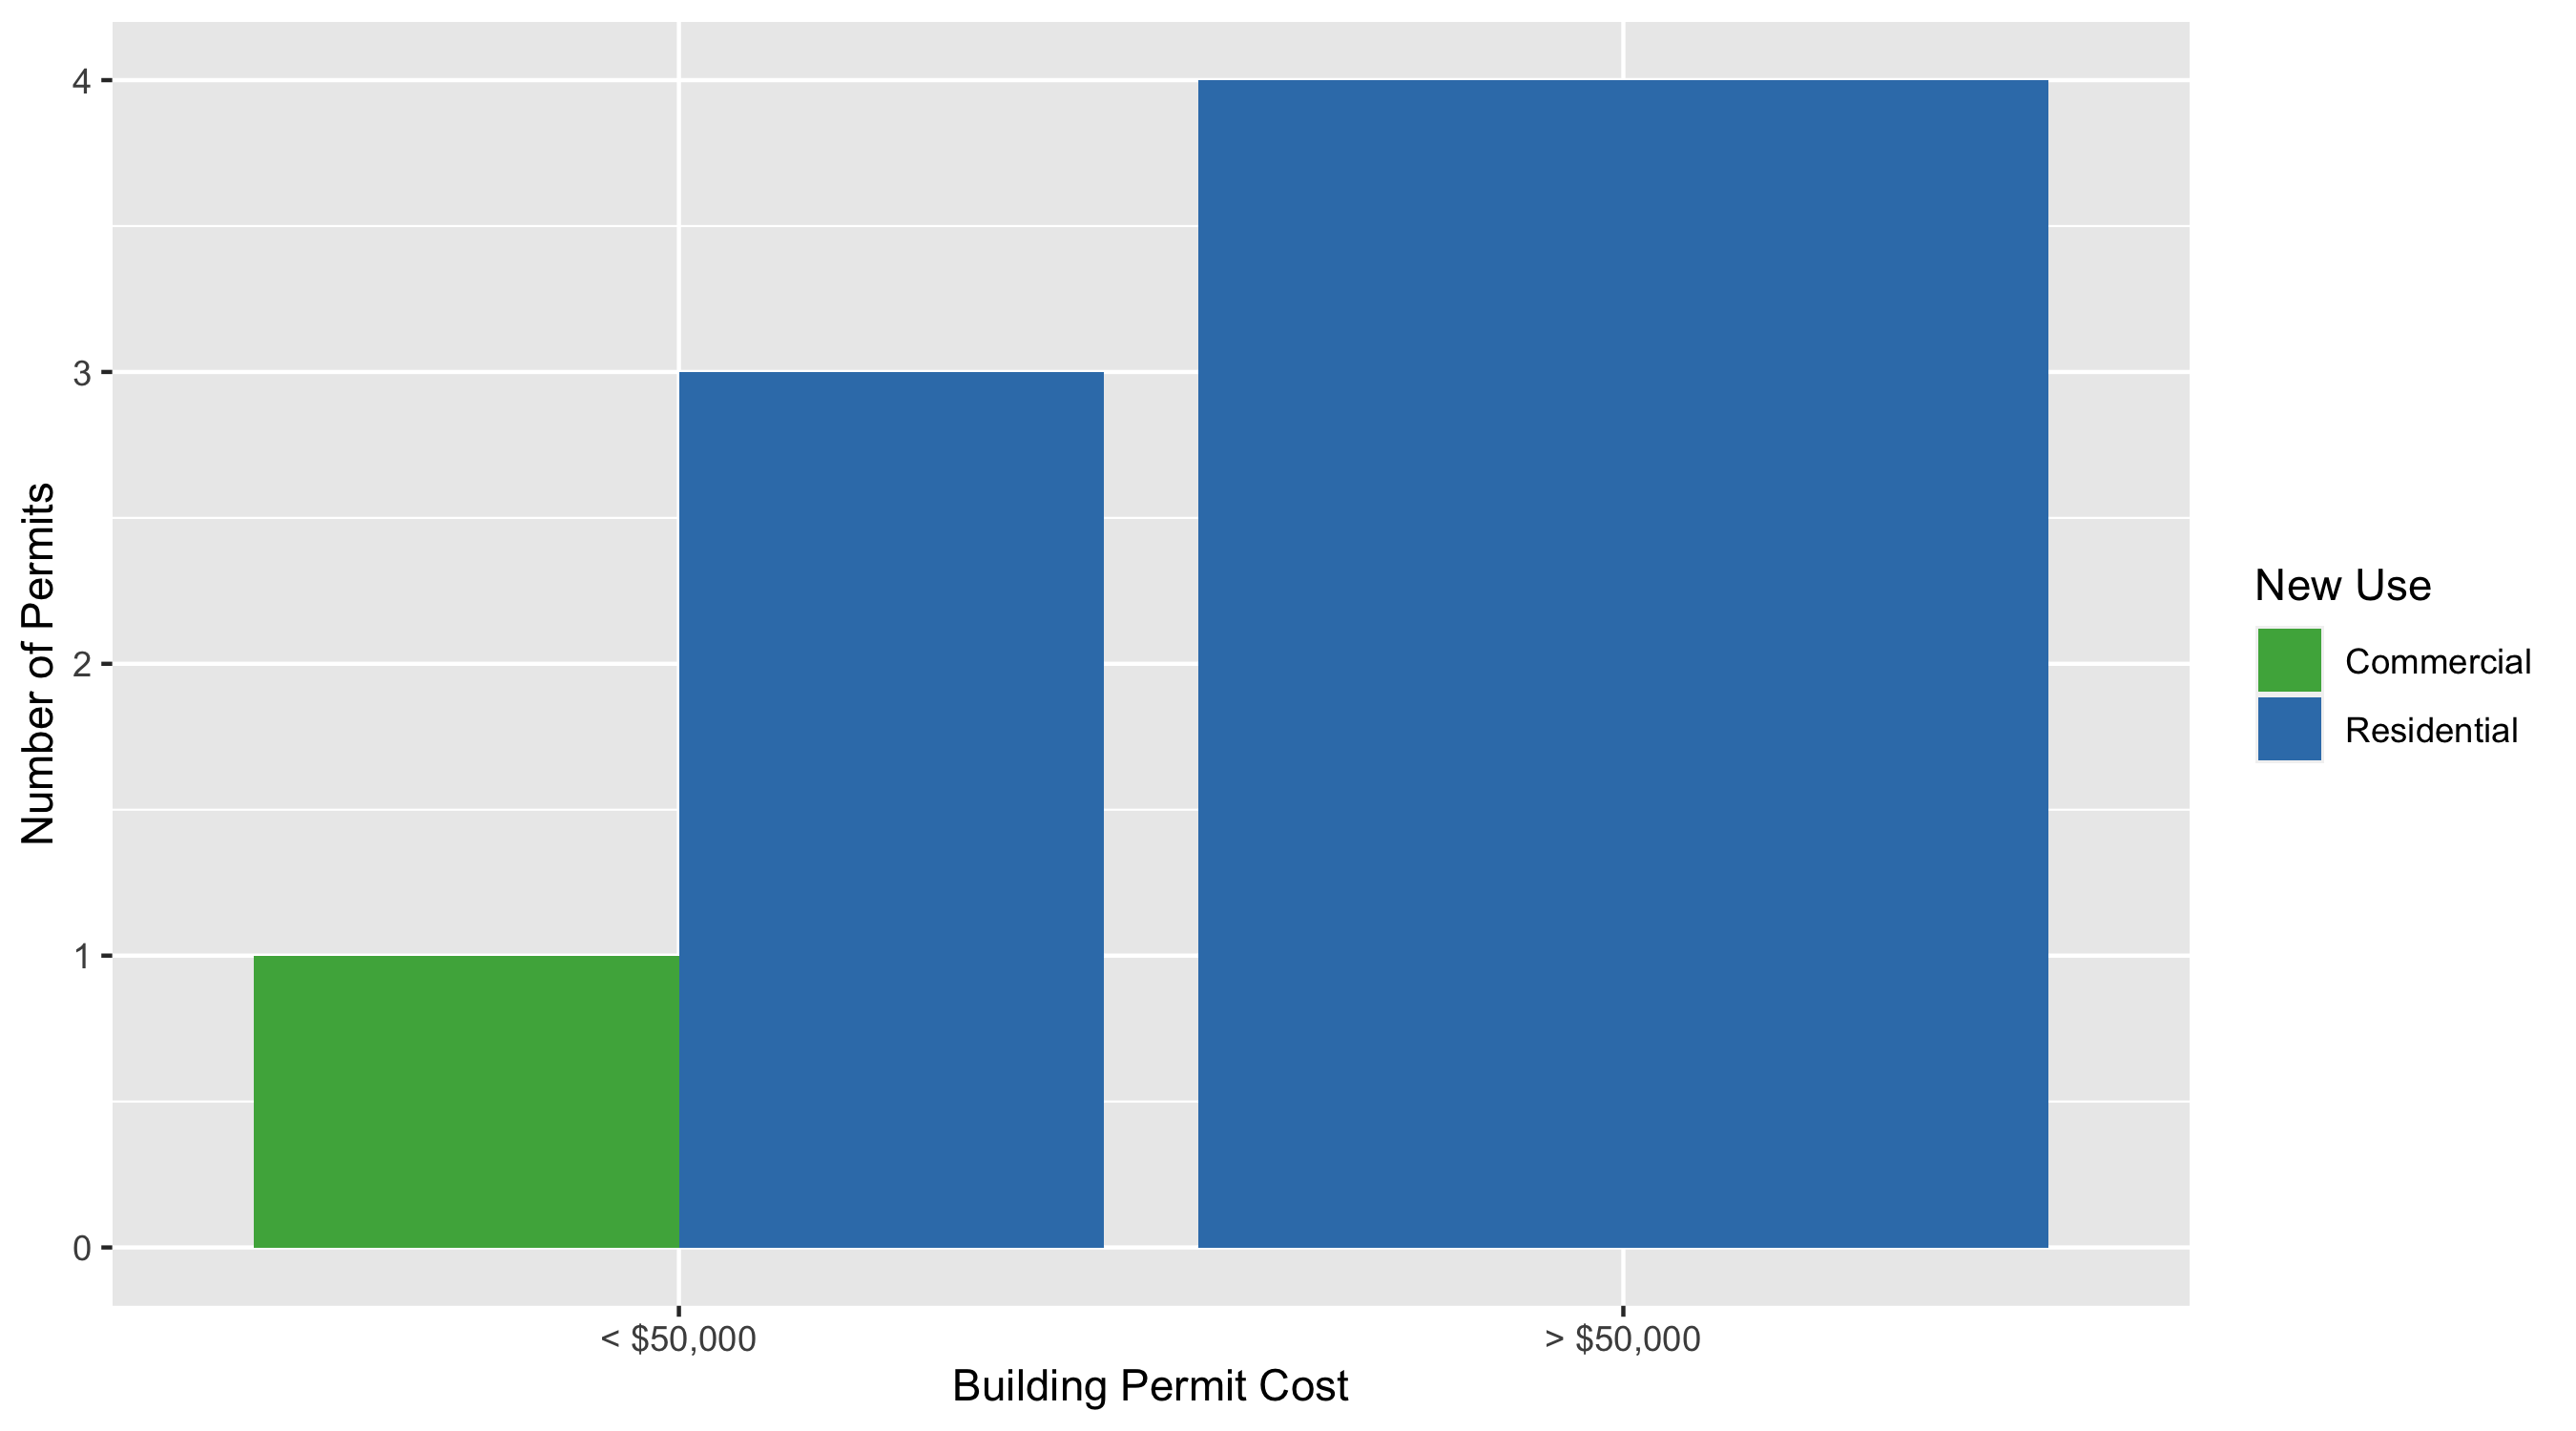 Number of Permits
4
3
2
1
0
< $50,000
> $50,000
Building Permit Cost
New Use
Commercial
Residential